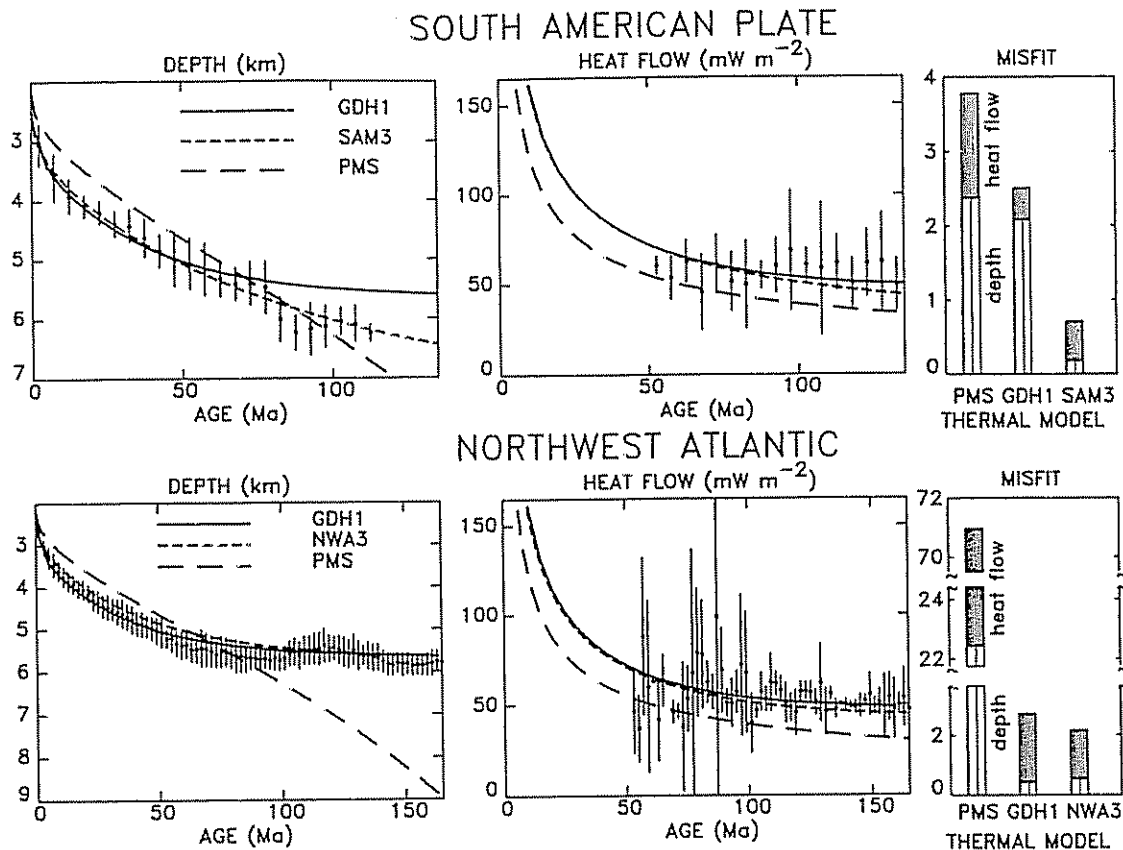 SOUTH AMERICAN PLATE
DEPTH (km)
GDH1
SAM3
PMS
3
4
5
6
7
0
50
100
AGE (Ma)
HEAT FLOW (mW m⁻²)
150
100
50
0
0
50
100
AGE (Ma)
MISFIT
4
3
2
1
0
heat flow
depth
PMS GDH1 SAM3
THERMAL MODEL
NORTHWEST ATLANTIC
DEPTH (km)
GDH1
NWA3
PMS
3
4
5
6
7
8
9
0
50
100
150
AGE (Ma)
HEAT FLOW (mW m⁻²)
150
100
50
0
0
50
100
150
AGE (Ma)
MISFIT
72
70
24
22
2
0
heat flow
depth
PMS GDH1 NWA3
THERMAL MODEL